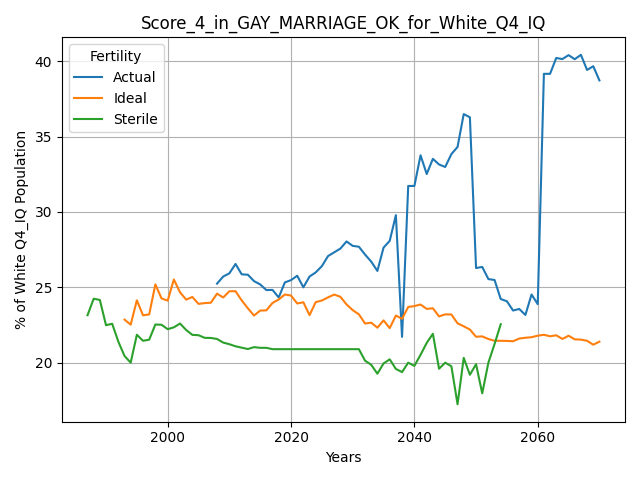 Score_4_in_GAY_MARRIAGE_OK_for_White_Q4_IQ
Fertility
Actual
Ideal
Sterile
% of White Q4_IQ Population
40
35
30
25
20
2000
2020
2040
2060
Years